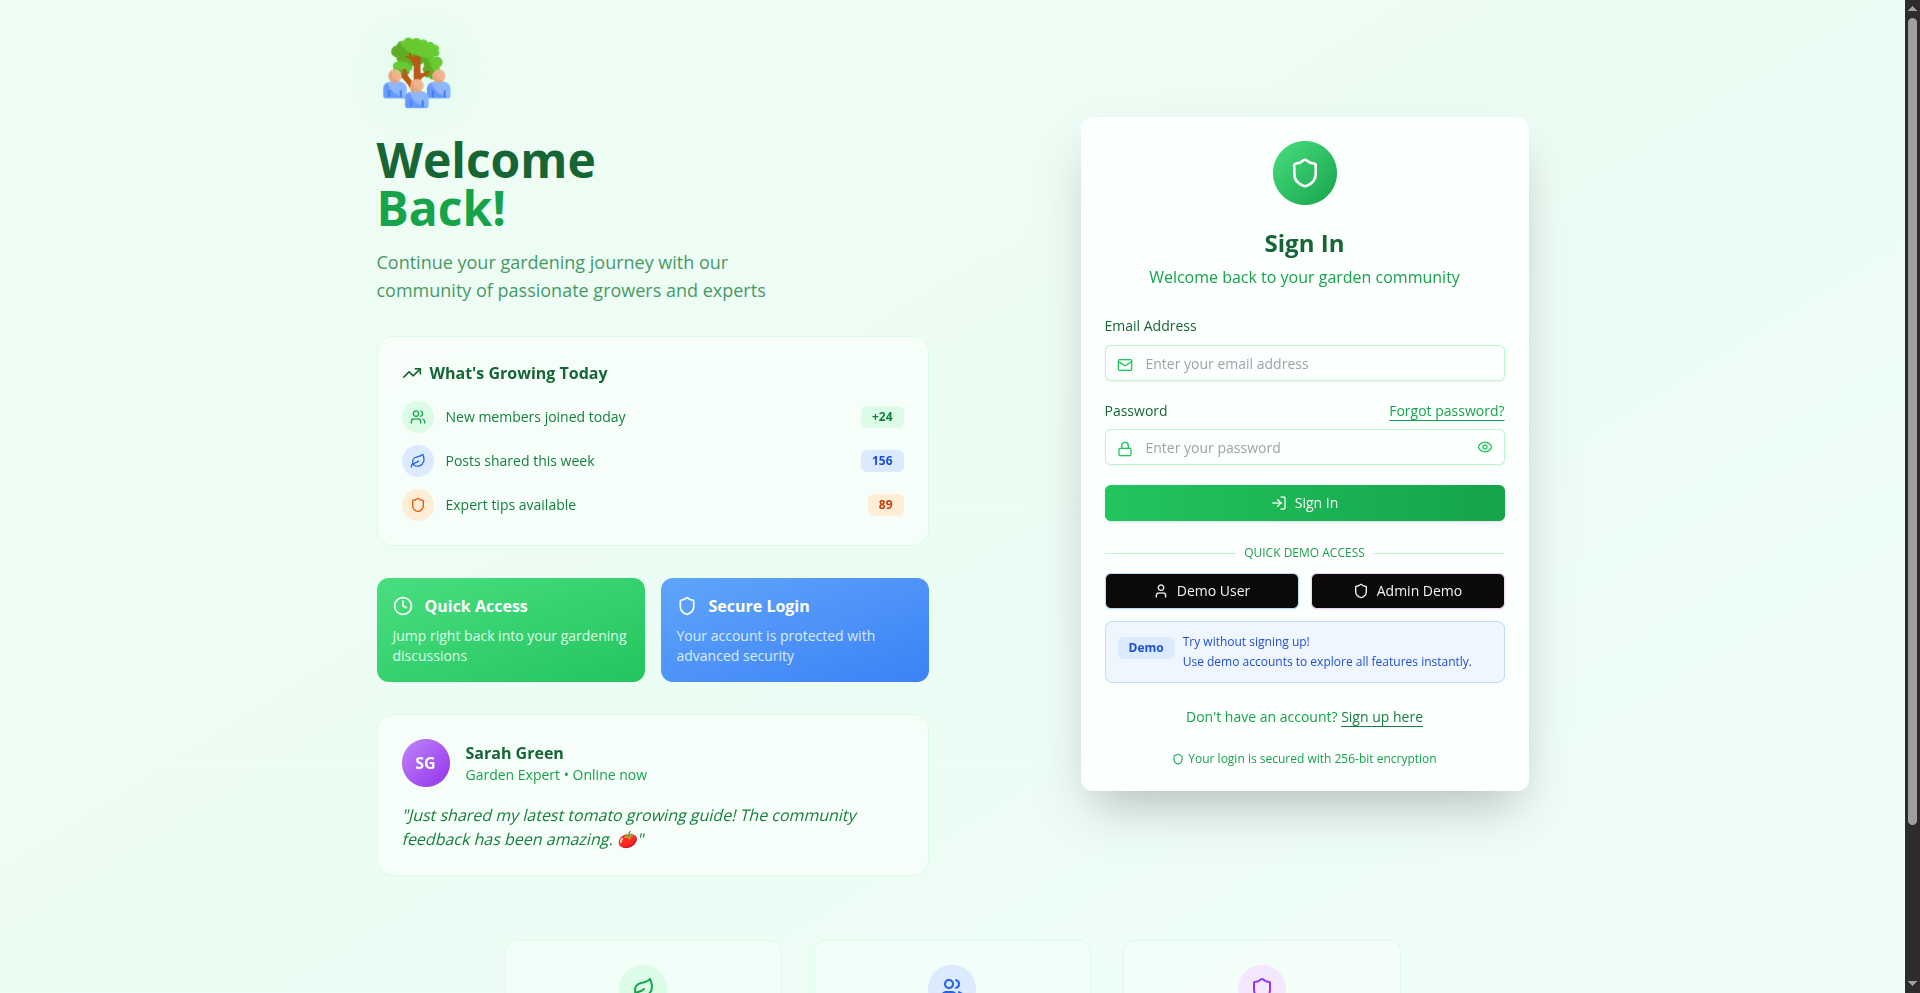 Welcome
Back!
Continue your gardening journey with our
community of passionate growers and experts
What's Growing Today
New members joined today
+24
Posts shared this week
156
Expert tips available
89
Quick Access
Jump right back into your gardening
discussions
Secure Login
Your account is protected with
advanced security
SG
Sarah Green
Garden Expert • Online now
"Just shared my latest tomato growing guide! The community
feedback has been amazing. 🍅"
Sign In
Welcome back to your garden community
Email Address
Enter your email address
Password
Forgot password?
Enter your password
Sign In
QUICK DEMO ACCESS
Demo User
Admin Demo
Demo
Try without signing up!
Use demo accounts to explore all features instantly.
Don't have an account? Sign up here
Your login is secured with 256-bit encryption